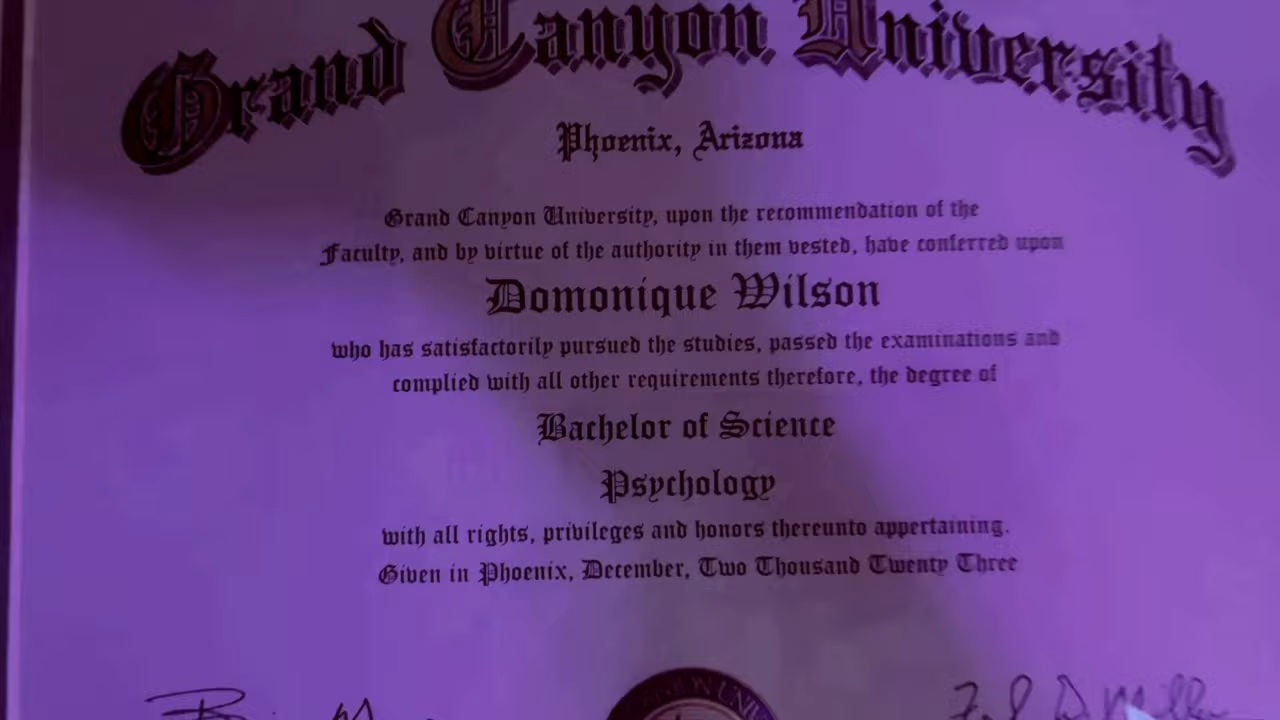 Grand Canyon University
Phoenix, Arizona
Grand Canyon University, upon the recommendation of the
Faculty, and by virtue of the authority in them vested, have conferred upon
Domonique Wilson
who has satisfactorily pursued the studies, passed the examinations and
complied with all other requirements therefore, the degree of
Bachelor of Science
Psychology
with all rights, privileges and honors thereunto appertaining.
Given in Phoenix, December, Two Thousand Twenty Three